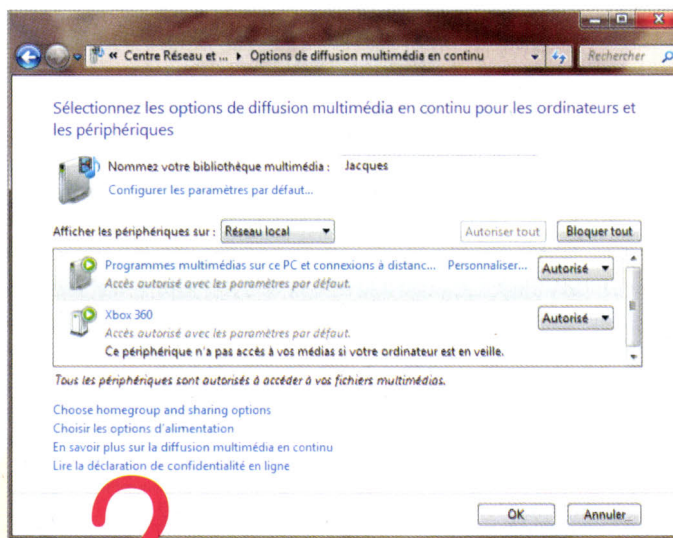 « Centre Réseau et ... ▸ Options de diffusion multimédia en continu Rechercher
Sélectionnez les options de diffusion multimédia en continu pour les ordinateurs et
les périphériques
Nommez votre bibliothèque multimédia : Jacques
Configurer les paramètres par défaut...
Afficher les périphériques sur : Réseau local Autoriser tout Bloquer tout
Programmes multimédias sur ce PC et connexions à distanc... Personnaliser... Autorisé
Accès autorisé avec les paramètres par défaut.
Xbox 360 Autorisé
Accès autorisé avec les paramètres par défaut.
Ce périphérique n'a pas accès à vos médias si votre ordinateur est en veille.
Tous les périphériques sont autorisés à accéder à vos fichiers multimédias.
Choose homegroup and sharing options
Choisir les options d'alimentation
En savoir plus sur la diffusion multimédia en continu
Lire la déclaration de confidentialité en ligne
?
OK Annuler